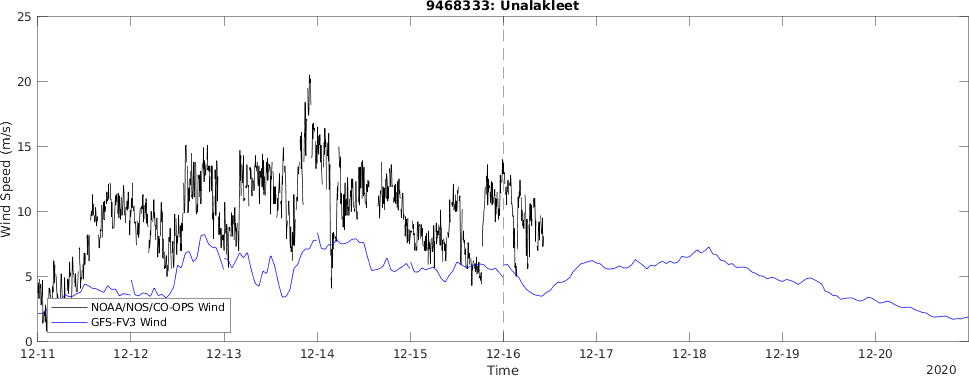 9468333: Unalakleet
25
20
15
10
5
0
Wind Speed (m/s)
NOAA/NOS/CO-OPS Wind
GFS-FV3 Wind
12-11 12-12 12-13 12-14 12-15 12-16 12-17 12-18 12-19 12-20
Time
2020